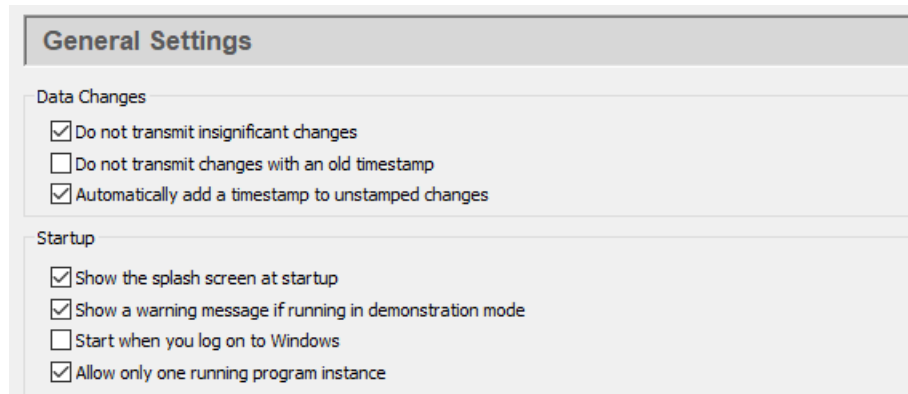 General Settings
Data Changes
Do not transmit insignificant changes
Do not transmit changes with an old timestamp
Automatically add a timestamp to unstamped changes
Startup
Show the splash screen at startup
Show a warning message if running in demonstration mode
Start when you log on to Windows
Allow only one running program instance